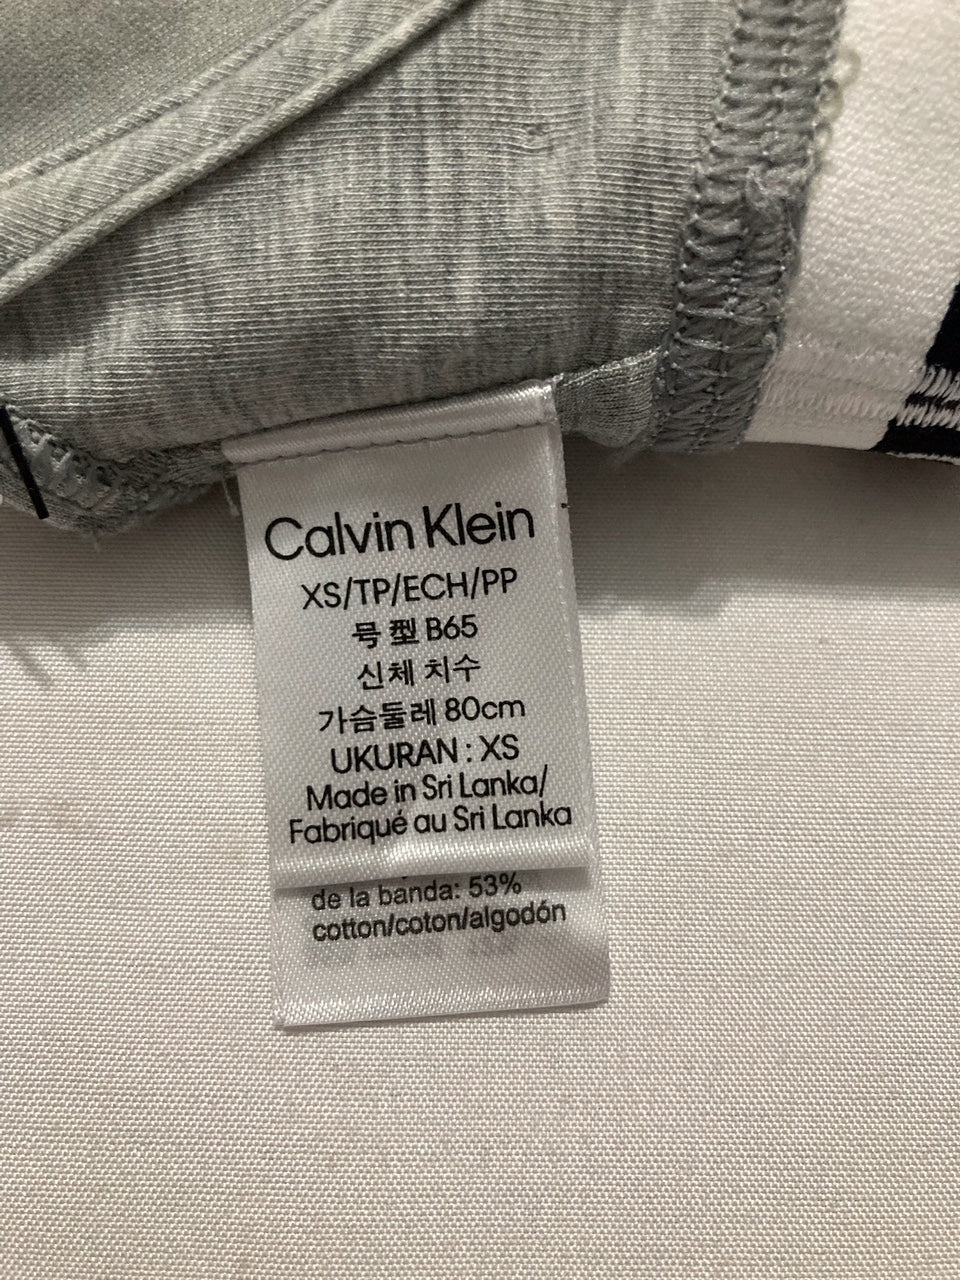 Calvin Klein
XS/TP/ECH/PP
号 型 B65
신체 치수
가슴둘레 80cm
UKURAN : XS
Made in Sri Lanka/
Fabriqué au Sri Lanka
de la banda: 53%
cotton/coton/algodón